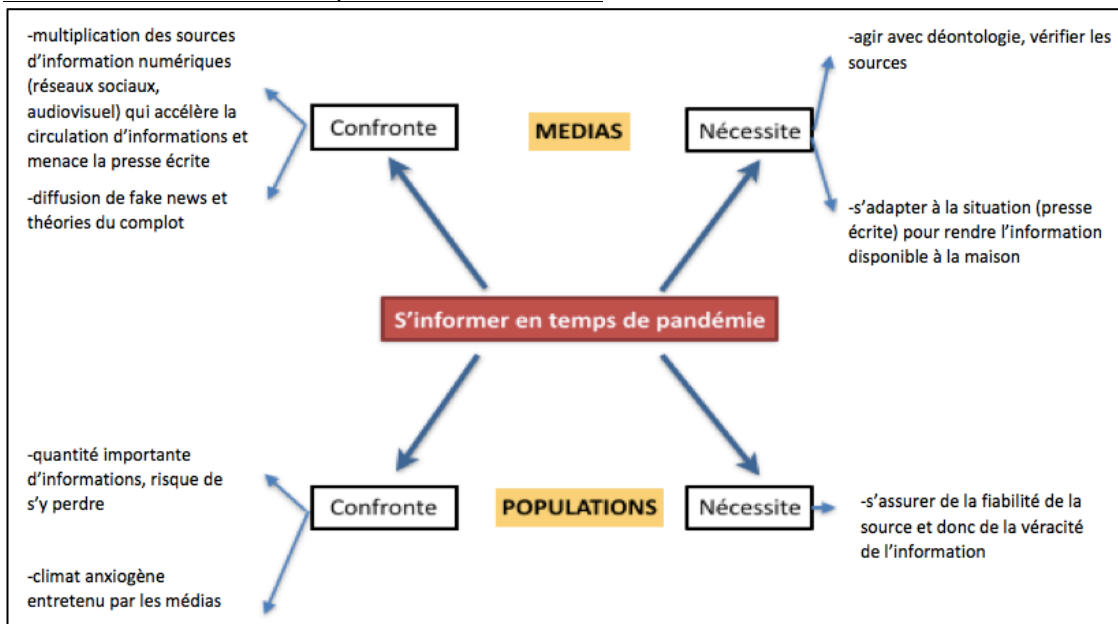 -multiplication des sources
d’information numériques
(réseaux sociaux,
audiovisuel) qui accélère la
circulation d’informations et
menace la presse écrite
-diffusion de fake news et
théories du complot
Confronte
MEDIAS
Nécessite
-agir avec déontologie, vérifier les
sources
-s’adapter à la situation (presse
écrite) pour rendre l’information
disponible à la maison
S’informer en temps de pandémie
-quantité importante
d’informations, risque de
s’y perdre
-climat anxiogène
entretenu par les médias
Confronte
POPULATIONS
Nécessite
-s’assurer de la fiabilité de la
source et donc de la véracité
de l’information